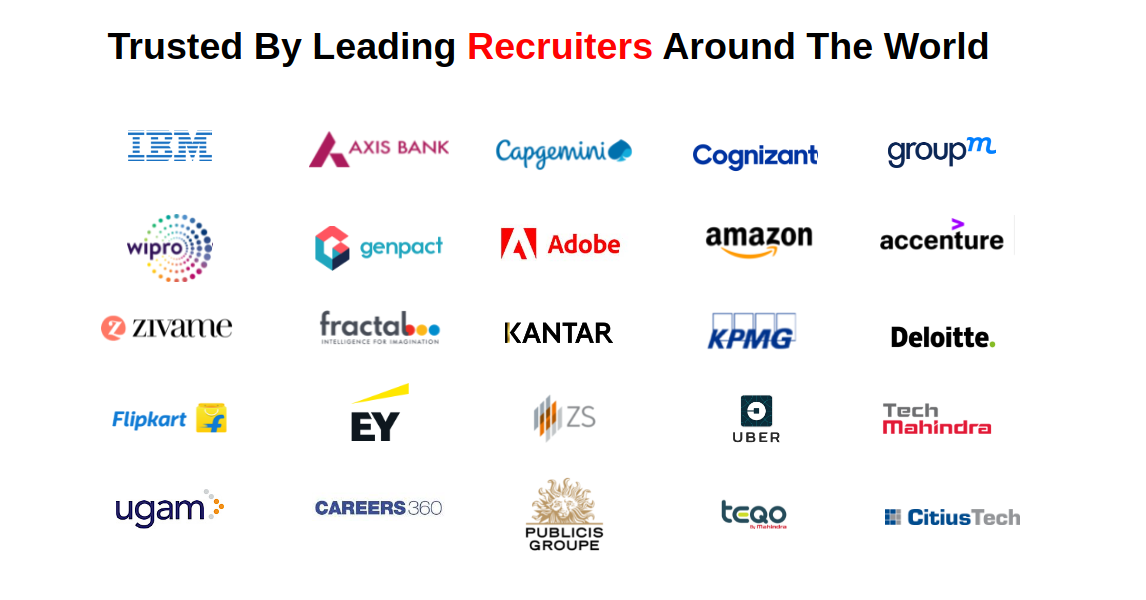 Trusted By Leading Recruiters Around The World
IBM
AXIS BANK
Capgemini
Cognizant
groupm
wipro
genpact
Adobe
amazon
accenture
zivame
fractal
INTELLIGENCE FOR IMAGINATION
KANTAR
KPMG
Deloitte.
Flipkart
EY
ZS
UBER
Tech
Mahindra
ugam
CAREERS360
PUBLICIS
GROUPE
teqo
By Mahindra
CitiusTech